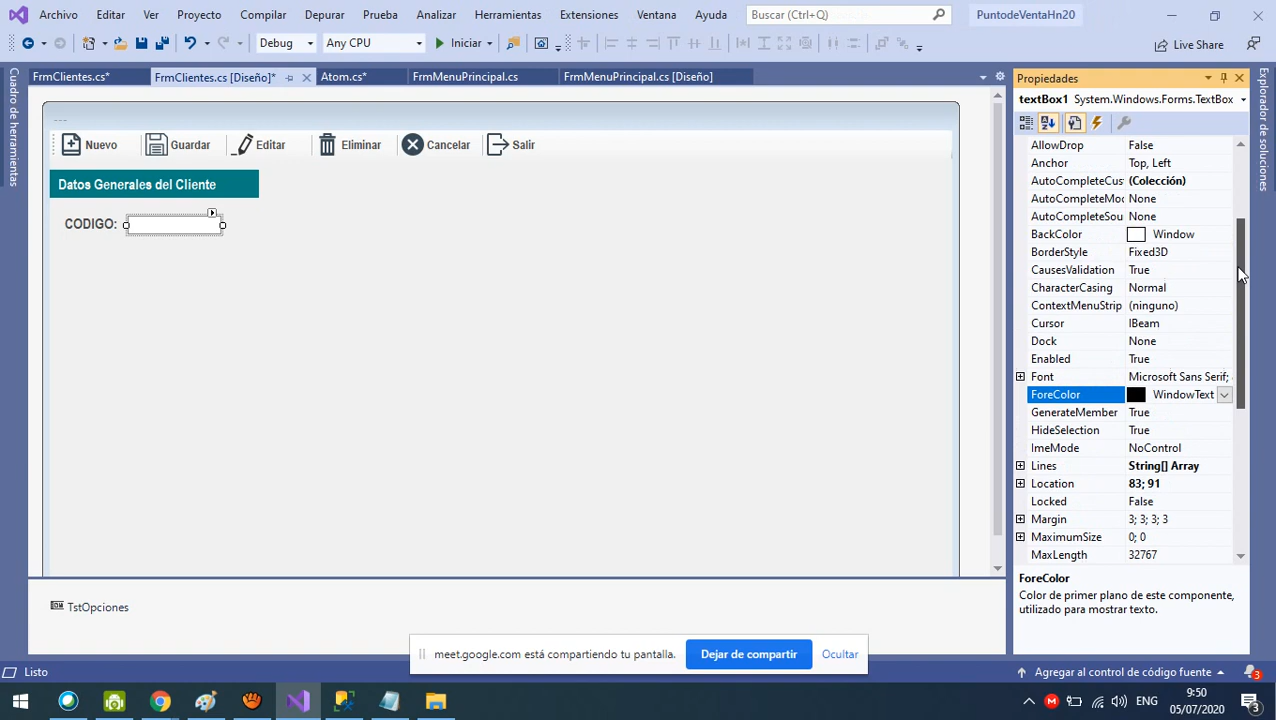 Archivo Editar Ver Proyecto Compilar Depurar Prueba Analizar Herramientas Extensiones Ventana Ayuda Buscar (Ctrl+Q) PuntodeVentaHn20
Debug Any CPU Iniciar Live Share
Cuadro de herramientas
FrmClientes.cs* FrmClientes.cs [Diseño]* Atom.cs* FrmMenuPrincipal.cs FrmMenuPrincipal.cs [Diseño]
---
Nuevo Guardar Editar Eliminar Cancelar Salir
Datos Generales del Cliente
CODIGO:
TstOpciones
Propiedades
textBox1 System.Windows.Forms.TextBox
AllowDrop False
Anchor Top, Left
AutoCompleteCus (Colección)
AutoCompleteMod None
AutoCompleteSou None
BackColor Window
BorderStyle Fixed3D
CausesValidation True
CharacterCasing Normal
ContextMenuStrip (ninguno)
Cursor IBeam
Dock None
Enabled True
Font Microsoft Sans Serif;
ForeColor WindowText
GenerateMember True
HideSelection True
ImeMode NoControl
Lines String[] Array
Location 83; 91
Locked False
Margin 3; 3; 3; 3
MaximumSize 0; 0
MaxLength 32767
ForeColor
Color de primer plano de este componente,
utilizado para mostrar texto.
Explorador de soluciones
meet.google.com está compartiendo tu pantalla. Dejar de compartir Ocultar
Listo Agregar al control de código fuente 3
ENG 9:50
05/07/2020 3